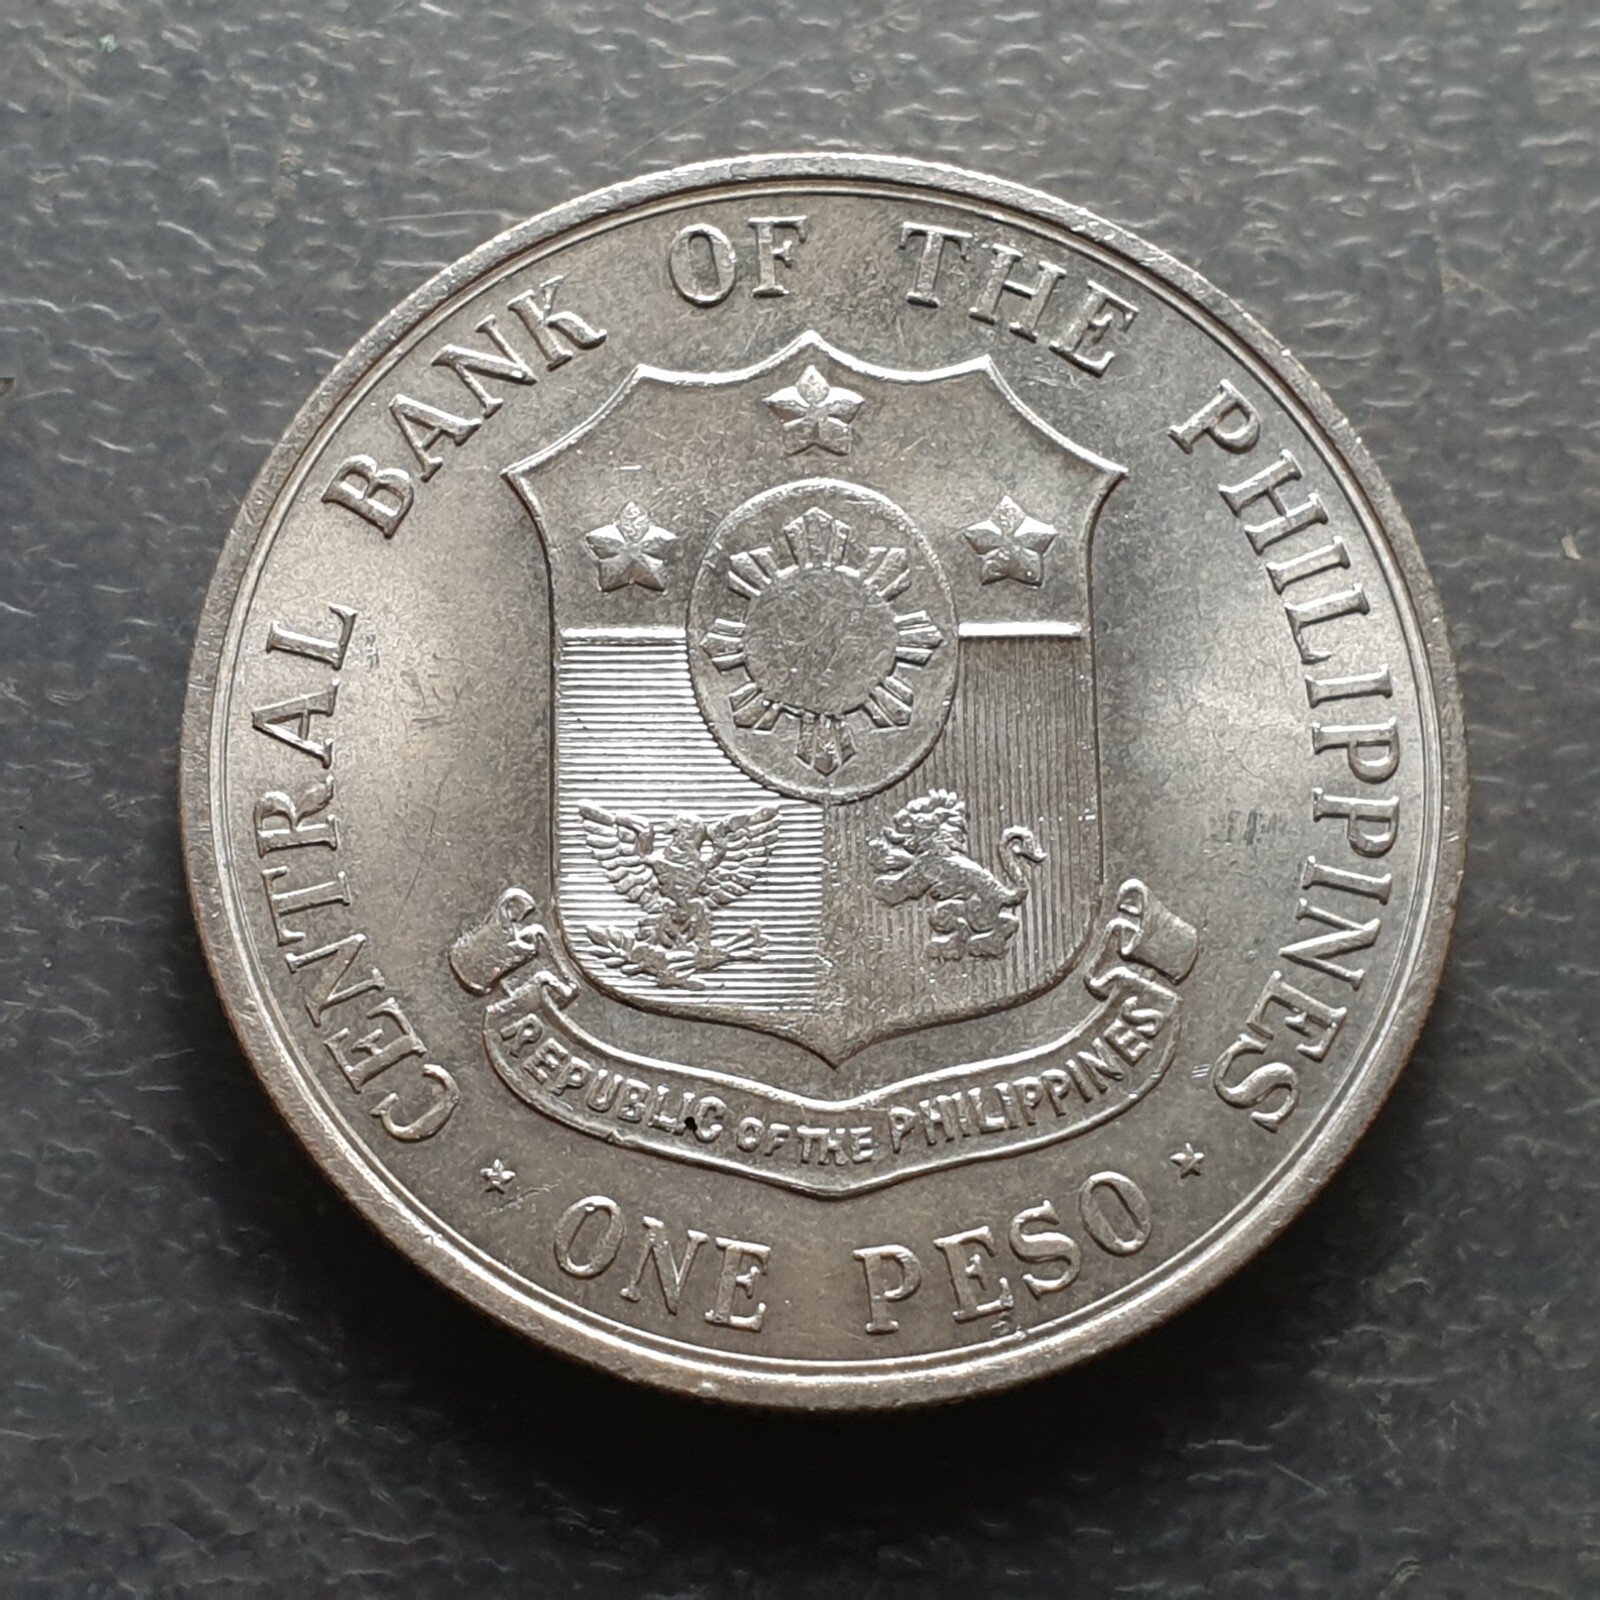 CENTRAL BANK OF THE PHILIPPINES
REPUBLIC OF THE PHILIPPINES
ONE PESO